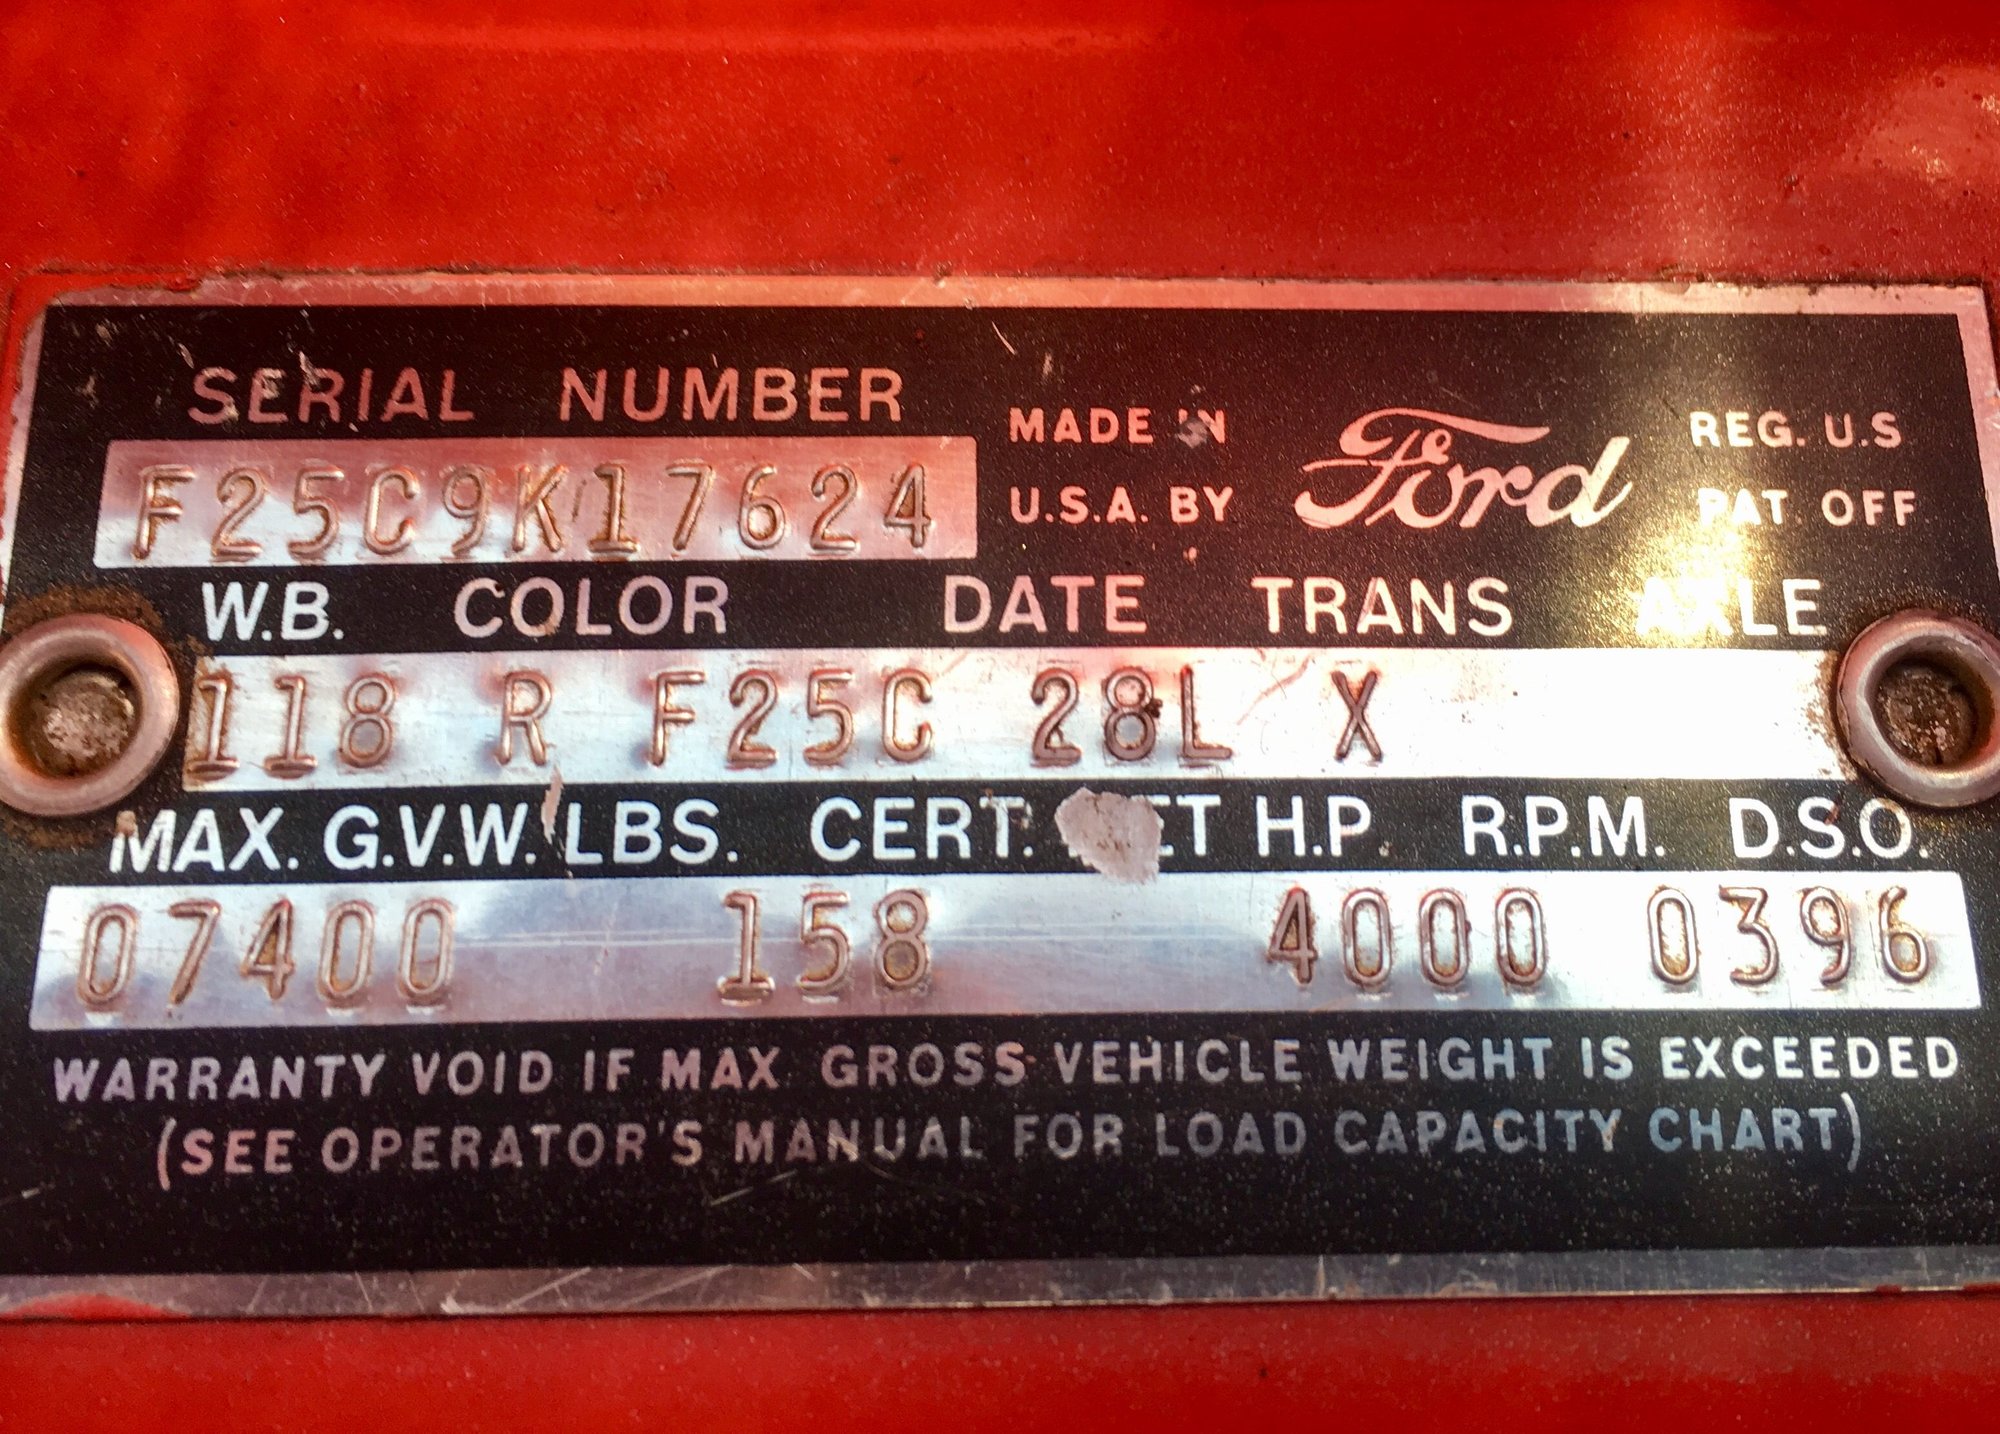 SERIAL NUMBER
F25C9K17624
MADE IN
U.S.A. BY
Ford
REG. U.S
PAT. OFF.
W.B. COLOR DATE TRANS AXLE
118 R F25C 28L X
MAX. G.V.W. LBS. CERT. NET H.P. R.P.M. D.S.O.
07400 158 4000 0396
WARRANTY VOID IF MAX. GROSS VEHICLE WEIGHT IS EXCEEDED
(SEE OPERATOR'S MANUAL FOR LOAD CAPACITY CHART)